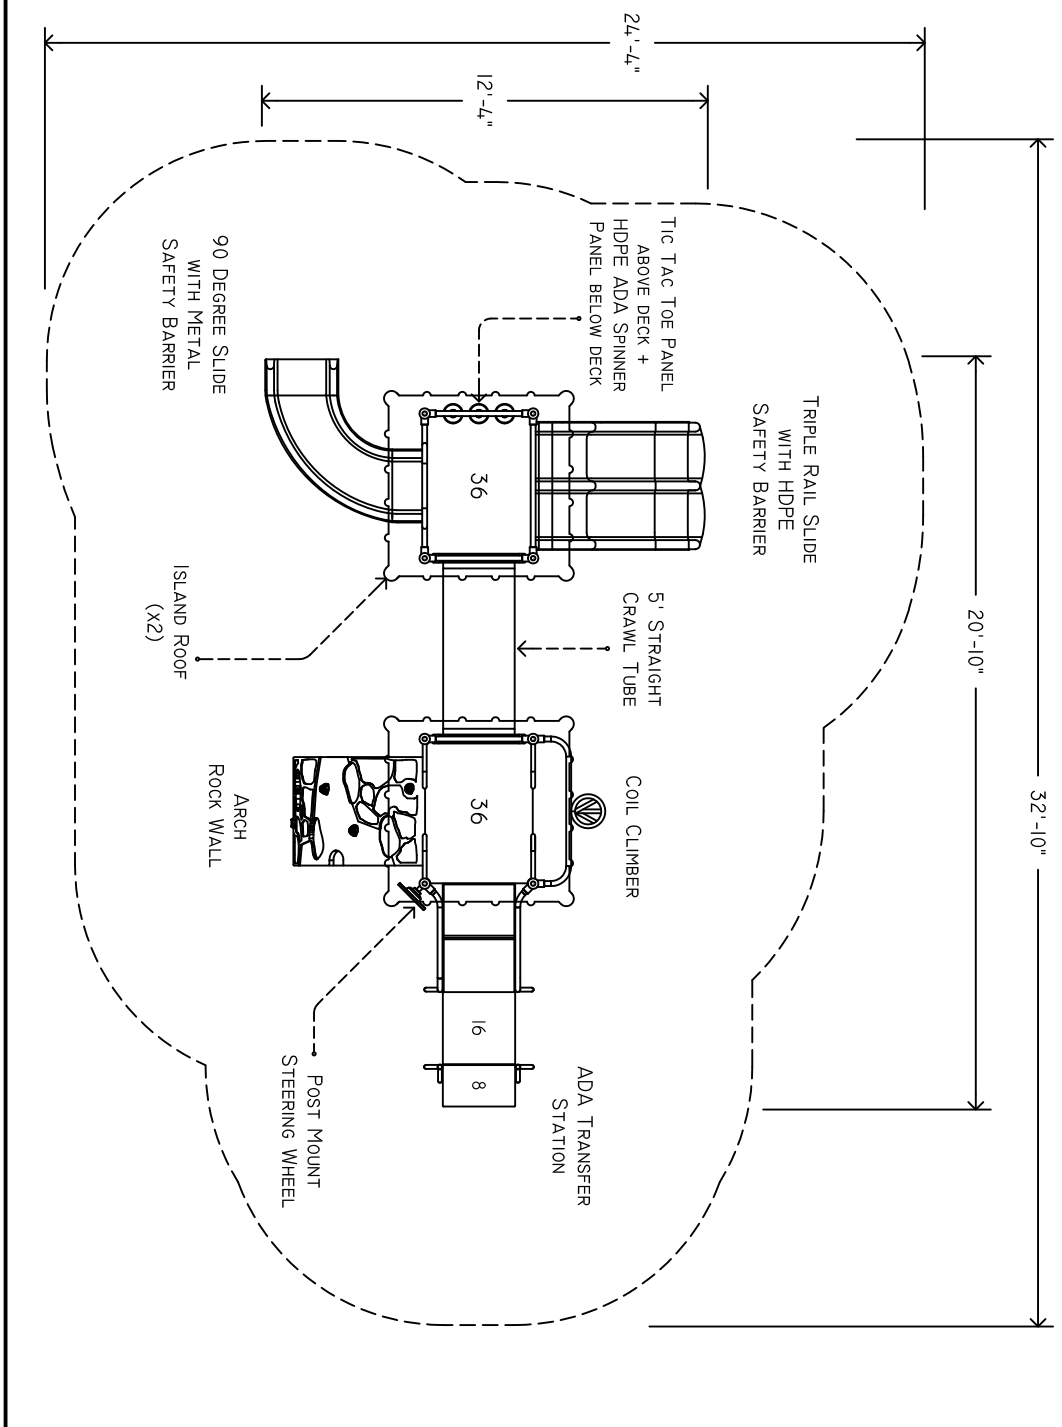 32'-10"
20'-10"
24'-4"
12'-4"
Triple Rail Slide
with HDPE
Safety Barrier
Tic Tac Toe Panel
above deck +
HDPE ADA Spinner
Panel below deck
5' Straight
Crawl Tube
Coil Climber
ADA Transfer
Station
36
36
16
8
90 Degree Slide
with Metal
Safety Barrier
Island Roof
(x2)
Arch
Rock Wall
Post Mount
Steering Wheel